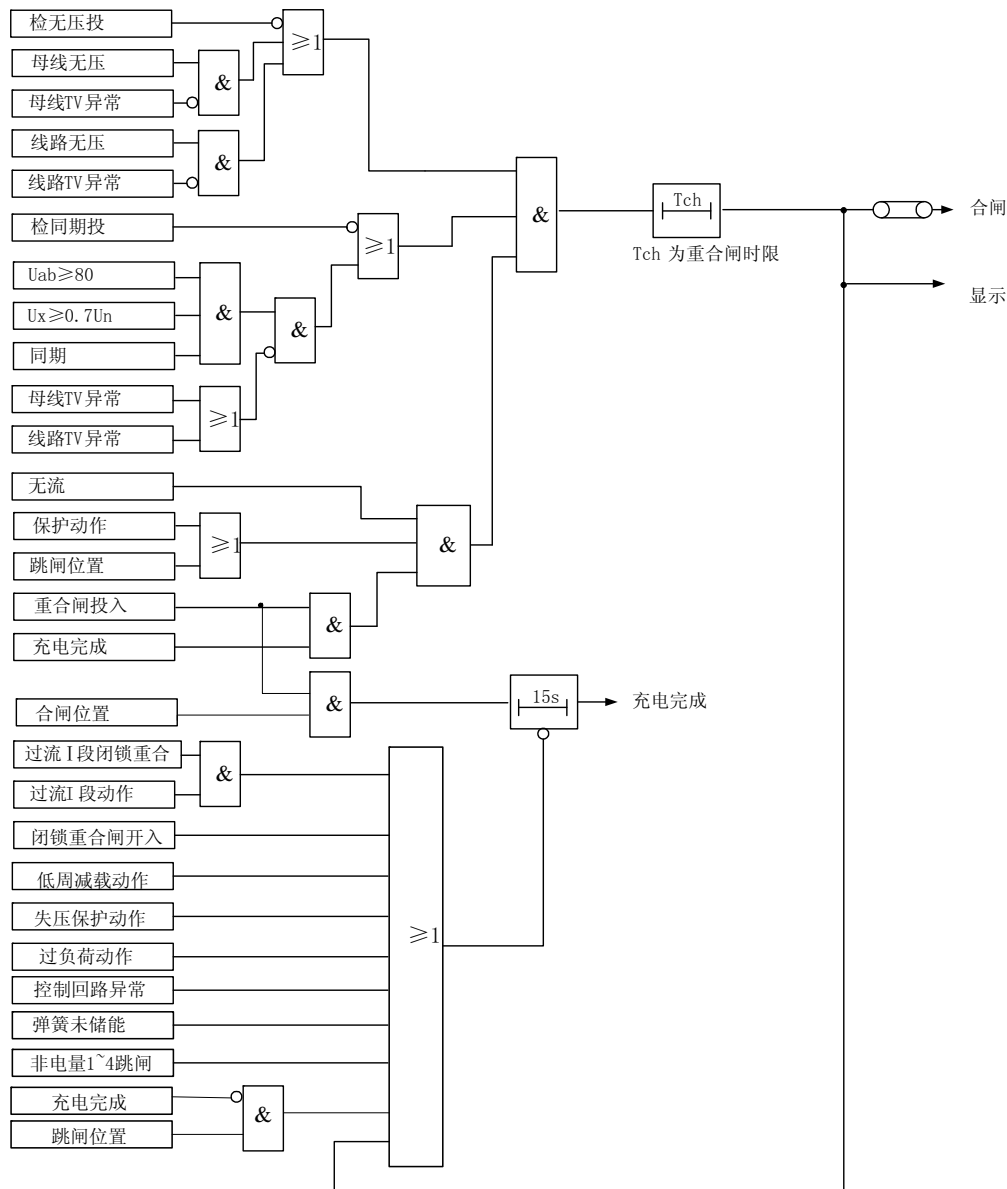 检无压投
≥1
母线无压
&
母线TV异常
线路无压
&
线路TV异常
&
Tch
合闸
检同期投
≥1
Tch 为重合闸时限
Uab≥80
&
显示
Ux≥0.7Un
&
同期
母线TV异常
≥1
线路TV异常
无流
保护动作
≥1
&
跳闸位置
重合闸投入
&
充电完成
&
15s
充电完成
合闸位置
过流I段闭锁重合
&
过流I段动作
闭锁重合闸开入
低周减载动作
失压保护动作
≥1
过负荷动作
控制回路异常
弹簧未储能
非电量1~4跳闸
充电完成
&
跳闸位置